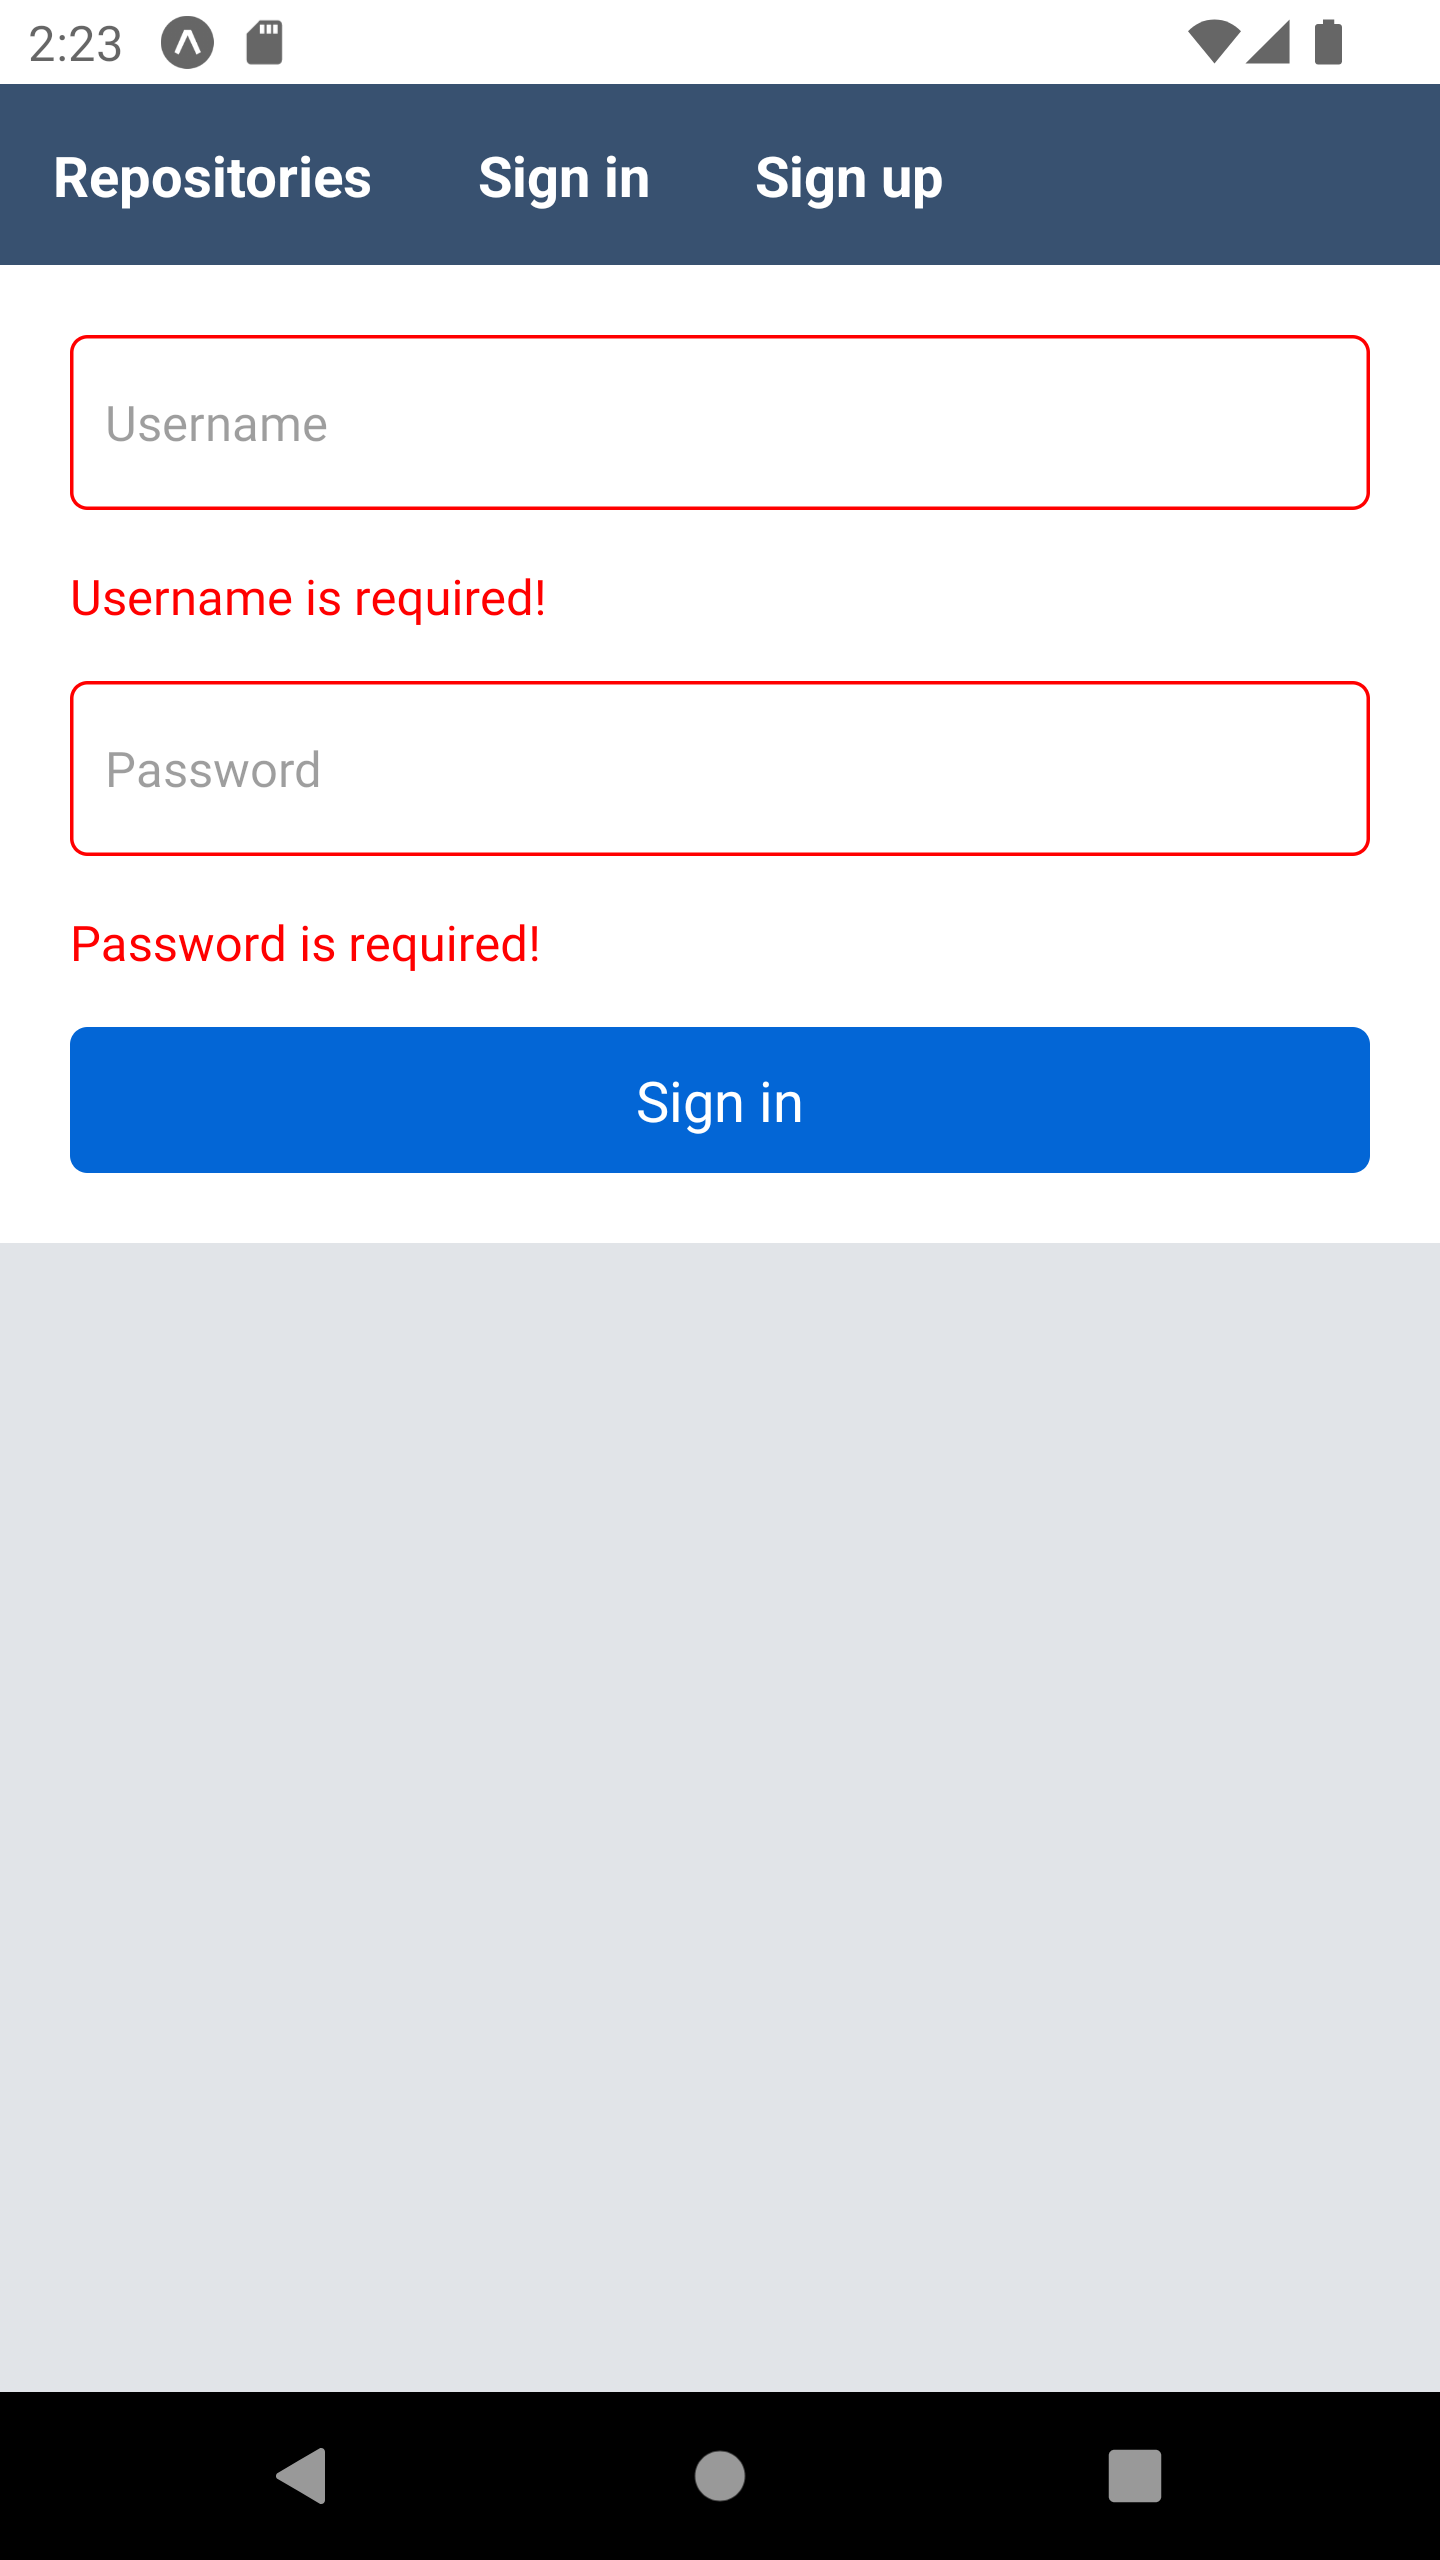 2:23
Repositories Sign in Sign up
Username
Username is required!
Password
Password is required!
Sign in